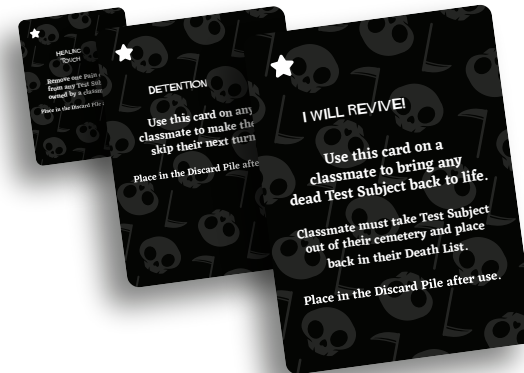 HEALING
TOUCH
Remove one Pain
from any Test Sub
owned by a classm
Place in the Discard Pile
DETENTION
Use this card on any
classmate to make the
skip their next turn
Place in the Discard Pile afte
I WILL REVIVE!
Use this card on a
classmate to bring any
dead Test Subject back to life.
Classmate must take Test Subject
out of their cemetery and place
back in their Death List.
Place in the Discard Pile after use.